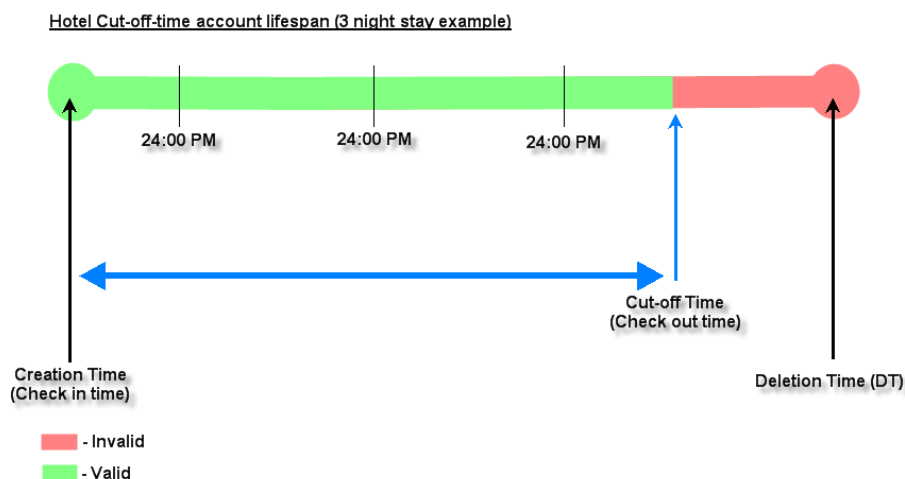 Hotel Cut-off-time account lifespan (3 night stay example)
24:00 PM
24:00 PM
24:00 PM
Cut-off Time
(Check out time)
Creation Time
(Check in time)
Deletion Time (DT)
- Invalid
- Valid